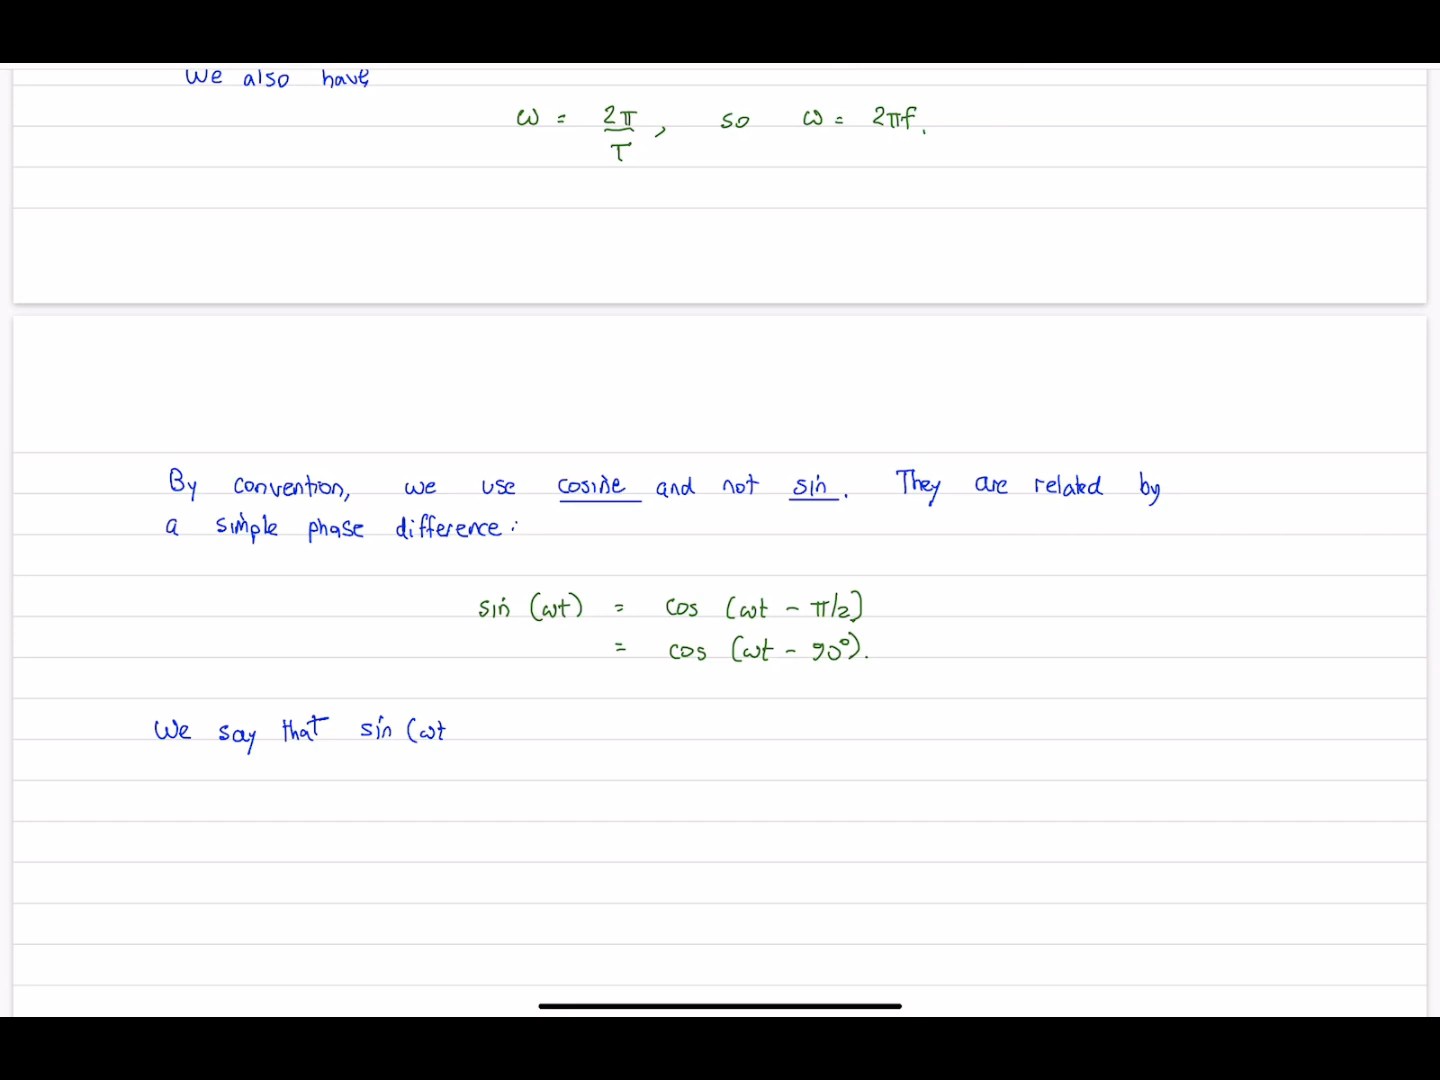 We also have
ω = 2π/T, so ω = 2πf.
By convention, we use cosine and not sin. They are related by
a simple phase difference:
sin (ωt) = cos (ωt - π/2)
= cos (ωt - 90°).
We say that sin (ωt